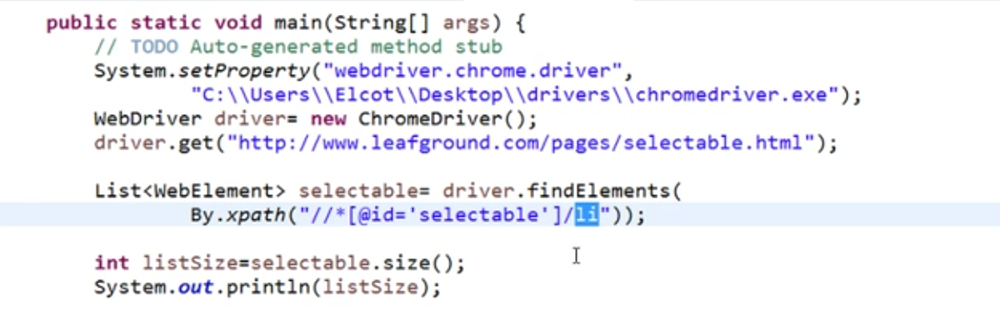 public static void main(String[] args) {
// TODO Auto-generated method stub
System.setProperty("webdriver.chrome.driver",
"C:\\Users\\Elcot\\Desktop\\drivers\\chromedriver.exe");
WebDriver driver= new ChromeDriver();
driver.get("http://www.leafground.com/pages/selectable.html");
List<WebElement> selectable= driver.findElements(
By.xpath("//*[@id='selectable']/li"));
int listSize=selectable.size();
System.out.println(listSize);